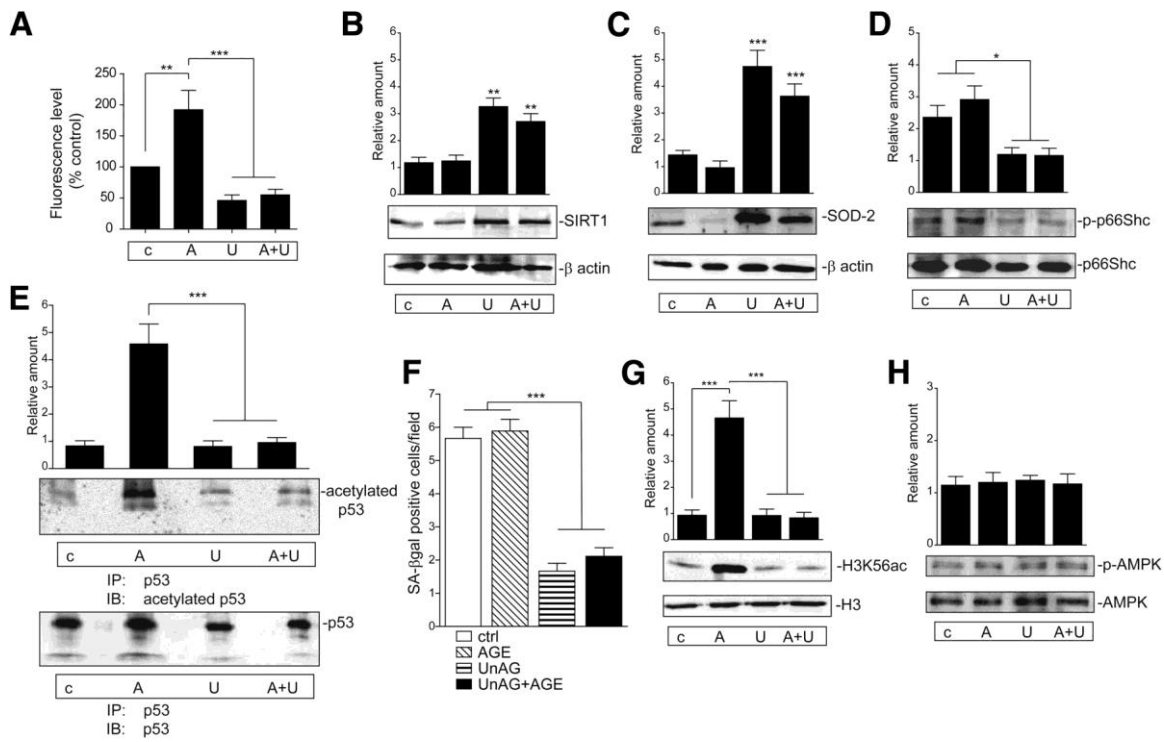 A
Fluorescence level
(% control)
250
200
150
100
50
0
**
***
c A U A+U
B
Relative amount
6
5
4
3
2
1
0
**
**
-SIRT1
-β actin
c A U A+U
C
Relative amount
6
5
4
3
2
1
0
***
***
-SOD-2
-β actin
c A U A+U
D
Relative amount
5
4
3
2
1
0
*
-p-p66Shc
-p66Shc
c A U A+U
E
Relative amount
6
5
4
3
2
1
0
***
-acetylated
p53
c A U A+U
IP: p53
IB: acetylated p53
-p53
c A U A+U
IP: p53
IB: p53
F
SA-βgal positive cells/field
7
6
5
4
3
2
1
0
***
ctrl
AGE
UnAG
UnAG+AGE
G
Relative amount
6
5
4
3
2
1
0
***
***
-H3K56ac
-H3
c A U A+U
H
Relative amount
3
2
1
0
-p-AMPK
-AMPK
c A U A+U